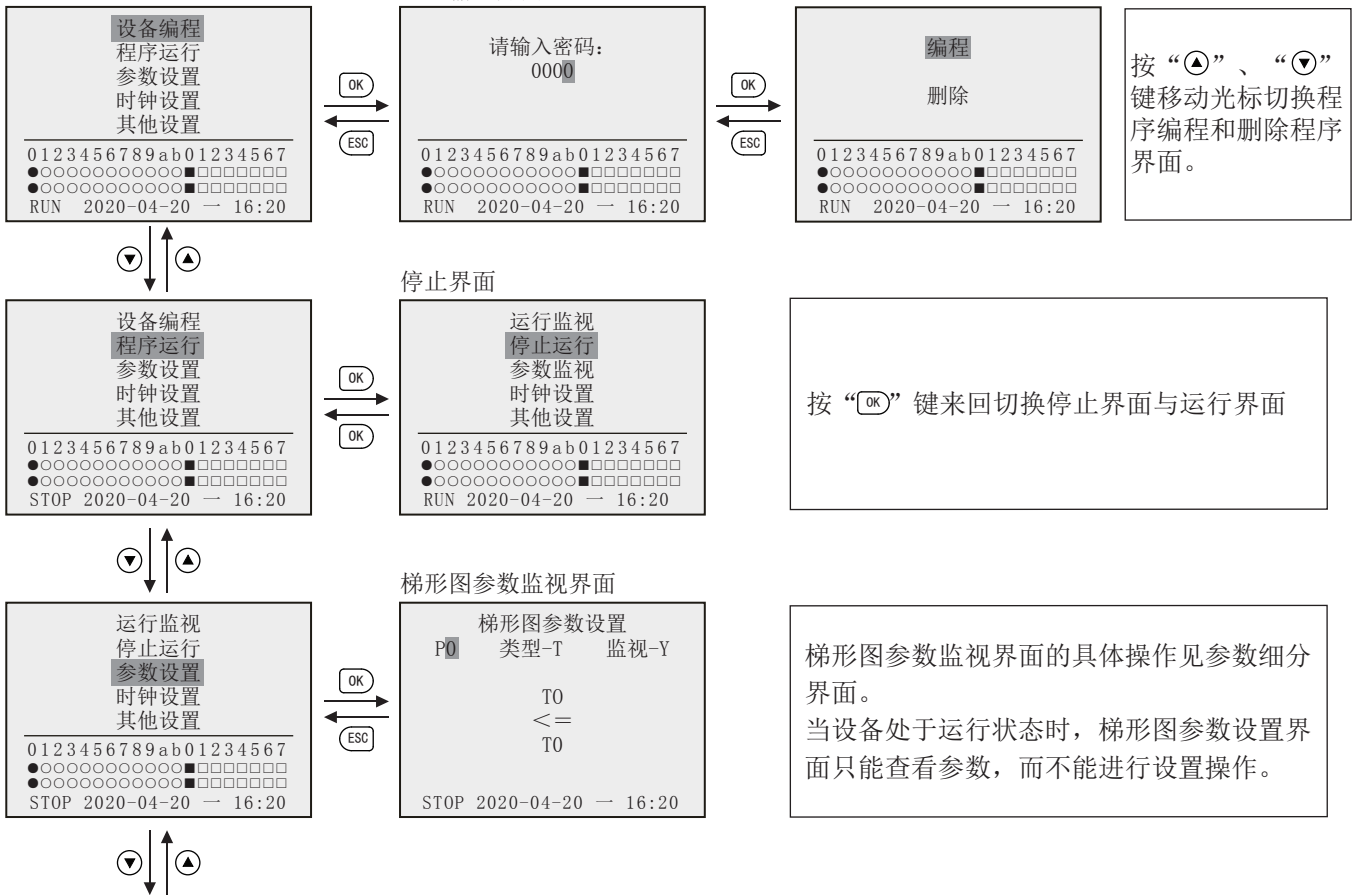 设备编程
程序运行
参数设置
时钟设置
其他设置
0123456789ab01234567
●○○○○○○○○○○○■□□□□□□□
●○○○○○○○○○○○■□□□□□□□
RUN 2020-04-20 一 16:20
OK
ESC
请输入密码:
0000
0123456789ab01234567
●○○○○○○○○○○○■□□□□□□□
●○○○○○○○○○○○■□□□□□□□
RUN 2020-04-20 一 16:20
OK
ESC
编程
删除
0123456789ab01234567
●○○○○○○○○○○○■□□□□□□□
●○○○○○○○○○○○■□□□□□□□
RUN 2020-04-20 一 16:20
按“▲”、“▼”
键移动光标切换程
序编程和删除程序
界面。
▼ ▲
设备编程
程序运行
参数设置
时钟设置
其他设置
0123456789ab01234567
●○○○○○○○○○○○■□□□□□□□
●○○○○○○○○○○○■□□□□□□□
STOP 2020-04-20 一 16:20
OK
OK
停止界面
运行监视
停止运行
参数监视
时钟设置
其他设置
0123456789ab01234567
●○○○○○○○○○○○■□□□□□□□
●○○○○○○○○○○○■□□□□□□□
RUN 2020-04-20 一 16:20
按“OK”键来回切换停止界面与运行界面
▼ ▲
运行监视
停止运行
参数设置
时钟设置
其他设置
0123456789ab01234567
●○○○○○○○○○○○■□□□□□□□
●○○○○○○○○○○○■□□□□□□□
STOP 2020-04-20 一 16:20
OK
ESC
梯形图参数监视界面
梯形图参数设置
P0 类型-T 监视-Y
T0
<=
T0
STOP 2020-04-20 一 16:20
梯形图参数监视界面的具体操作见参数细分
界面。
当设备处于运行状态时，梯形图参数设置界
面只能查看参数，而不能进行设置操作。
▼ ▲